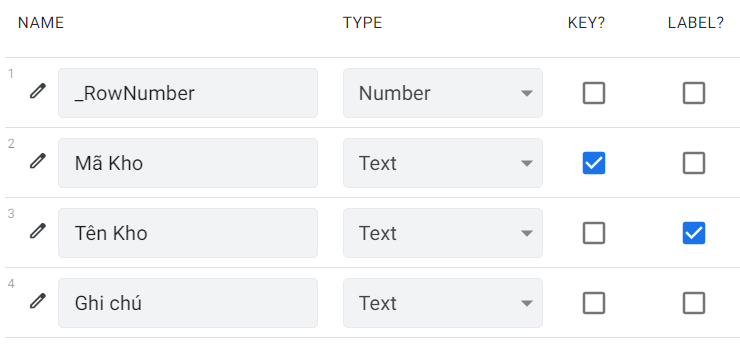 NAME TYPE KEY? LABEL?
1 _RowNumber Number
2 Mã Kho Text
3 Tên Kho Text
4 Ghi chú Text